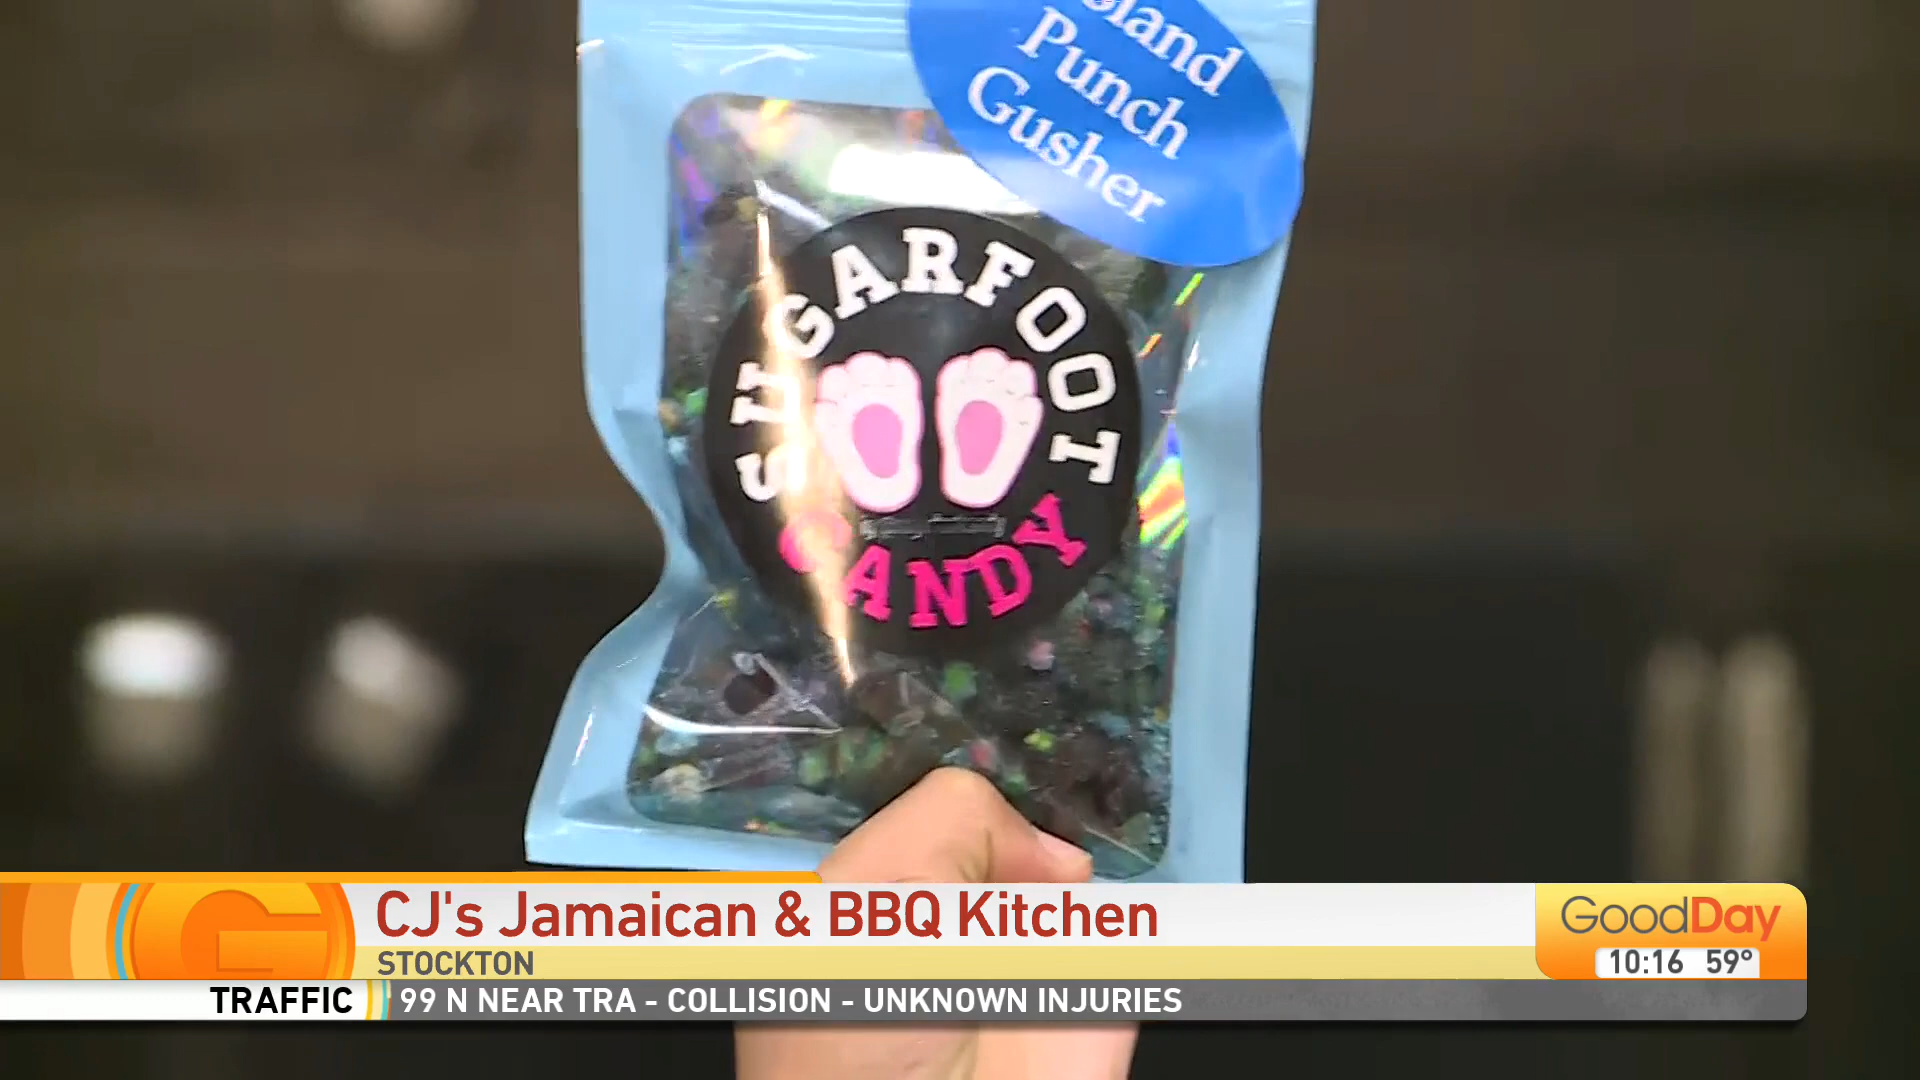 Punch
Gusher
SUGARFOOT
CANDY
CJ's Jamaican & BBQ Kitchen
STOCKTON
GoodDay
10:16 59°
TRAFFIC
99 N NEAR TRA - COLLISION - UNKNOWN INJURIES